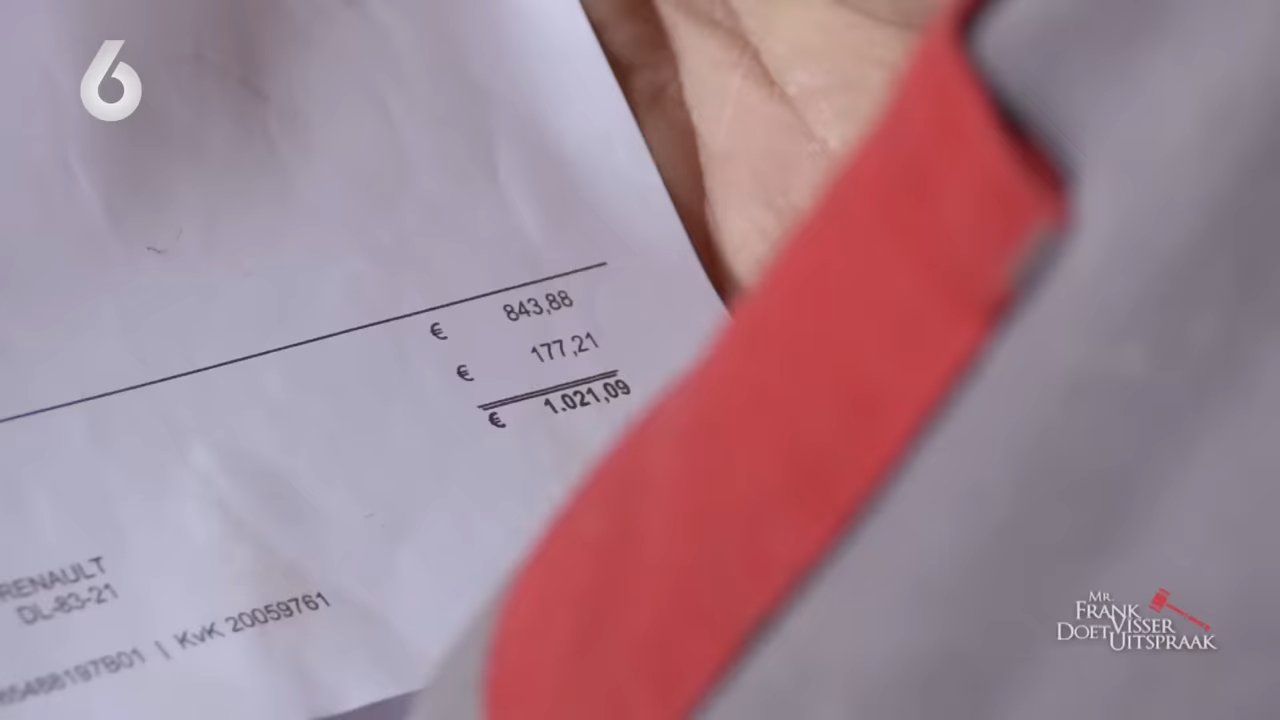 6
€ 843,88
€ 177,21
€ 1.021,09
RENAULT
DL-83-21
| KvK 20059761
MR.
FRANK
VISSER
DOET UITSPRAAK